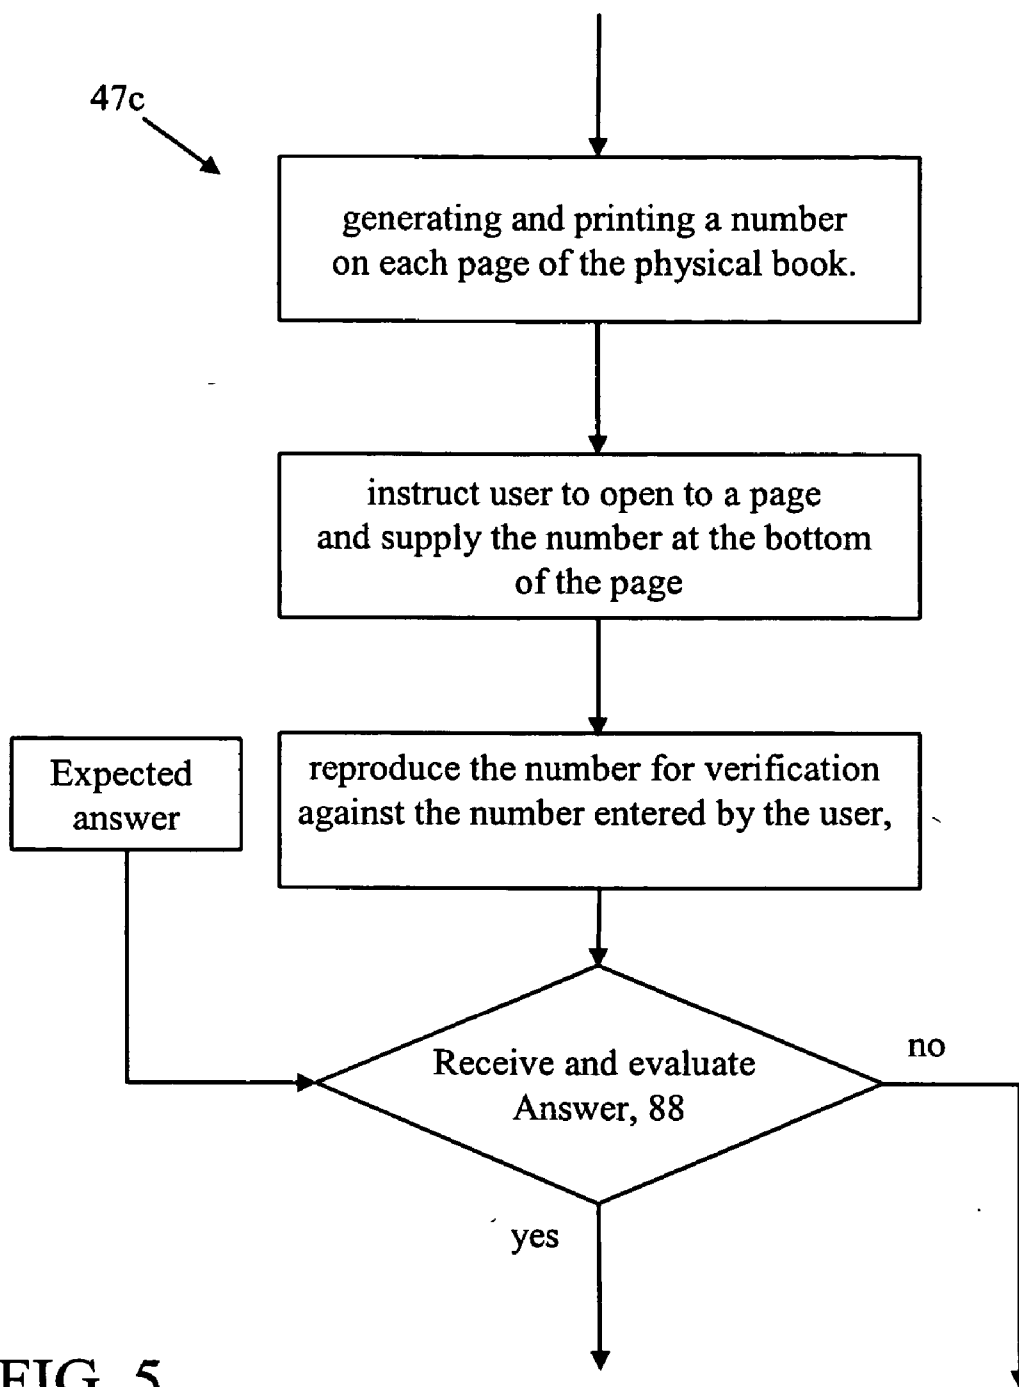 47c
generating and printing a number
on each page of the physical book.
instruct user to open to a page
and supply the number at the bottom
of the page
Expected
answer
reproduce the number for verification
against the number entered by the user,
Receive and evaluate
Answer, 88
no
yes
FIG. 5